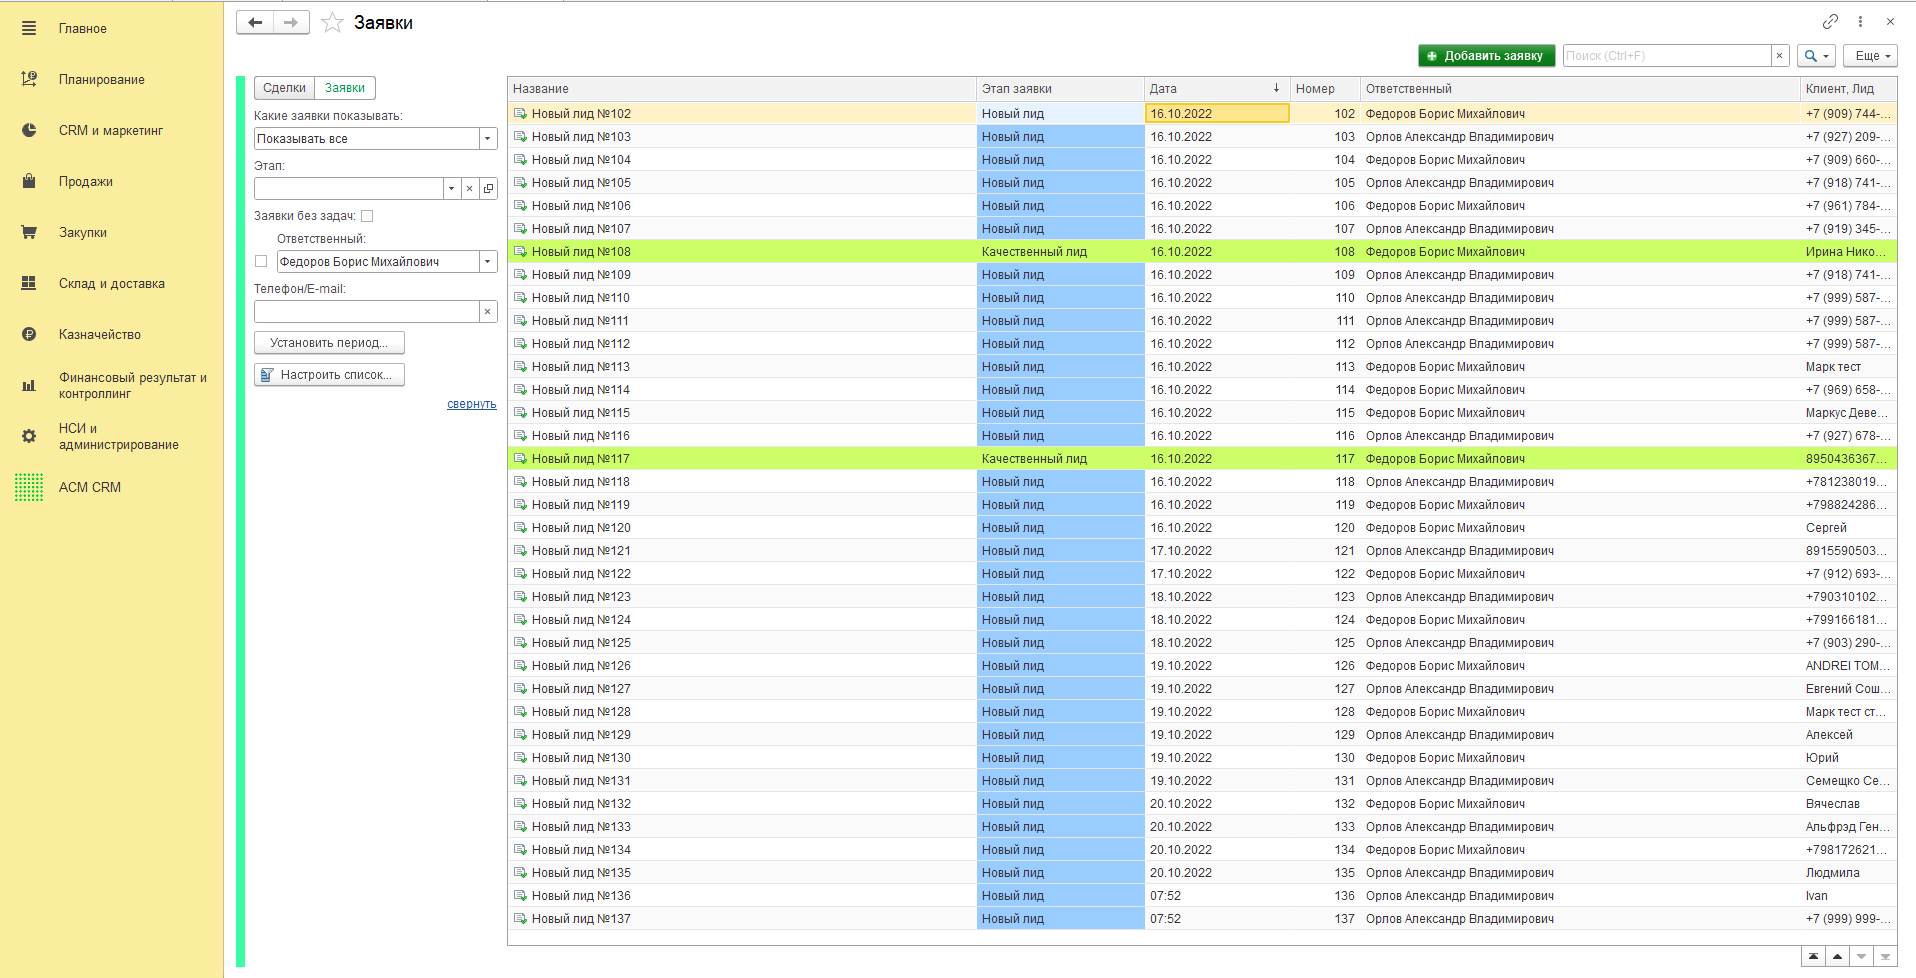 Главное
Планирование
CRM и маркетинг
Продажи
Закупки
Склад и доставка
Казначейство
Финансовый результат и
контроллинг
НСИ и
администрирование
ACM CRM
Заявки
Добавить заявку
Поиск (Ctrl+F)
Еще
Сделки Заявки
Какие заявки показывать:
Показывать все
Этап:
Заявки без задач:
Ответственный:
Федоров Борис Михайлович
Телефон/E-mail:
Установить период...
Настроить список...
свернуть
Название Этап заявки Дата Номер Ответственный Клиент, Лид
Новый лид №102 Новый лид 16.10.2022 102 Федоров Борис Михайлович +7 (909) 744-...
Новый лид №103 Новый лид 16.10.2022 103 Орлов Александр Владимирович +7 (927) 209-...
Новый лид №104 Новый лид 16.10.2022 104 Федоров Борис Михайлович +7 (909) 660-...
Новый лид №105 Новый лид 16.10.2022 105 Орлов Александр Владимирович +7 (918) 741-...
Новый лид №106 Новый лид 16.10.2022 106 Федоров Борис Михайлович +7 (961) 784-...
Новый лид №107 Новый лид 16.10.2022 107 Орлов Александр Владимирович +7 (919) 345-...
Новый лид №108 Качественный лид 16.10.2022 108 Федоров Борис Михайлович Ирина Нико...
Новый лид №109 Новый лид 16.10.2022 109 Орлов Александр Владимирович +7 (918) 741-...
Новый лид №110 Новый лид 16.10.2022 110 Орлов Александр Владимирович +7 (999) 587-...
Новый лид №111 Новый лид 16.10.2022 111 Орлов Александр Владимирович +7 (999) 587-...
Новый лид №112 Новый лид 16.10.2022 112 Орлов Александр Владимирович +7 (999) 587-...
Новый лид №113 Новый лид 16.10.2022 113 Федоров Борис Михайлович Марк тест
Новый лид №114 Новый лид 16.10.2022 114 Федоров Борис Михайлович +7 (969) 658-...
Новый лид №115 Новый лид 16.10.2022 115 Федоров Борис Михайлович Маркус Деве...
Новый лид №116 Новый лид 16.10.2022 116 Орлов Александр Владимирович +7 (927) 678-...
Новый лид №117 Качественный лид 16.10.2022 117 Федоров Борис Михайлович 8950436367...
Новый лид №118 Новый лид 16.10.2022 118 Орлов Александр Владимирович +781238019...
Новый лид №119 Новый лид 16.10.2022 119 Орлов Александр Владимирович +798824286...
Новый лид №120 Новый лид 16.10.2022 120 Федоров Борис Михайлович Сергей
Новый лид №121 Новый лид 17.10.2022 121 Орлов Александр Владимирович 8915590503...
Новый лид №122 Новый лид 17.10.2022 122 Федоров Борис Михайлович +7 (912) 693-...
Новый лид №123 Новый лид 18.10.2022 123 Орлов Александр Владимирович +790310102...
Новый лид №124 Новый лид 18.10.2022 124 Федоров Борис Михайлович +799166181...
Новый лид №125 Новый лид 18.10.2022 125 Орлов Александр Владимирович +7 (903) 290-...
Новый лид №126 Новый лид 19.10.2022 126 Федоров Борис Михайлович ANDREI TOM...
Новый лид №127 Новый лид 19.10.2022 127 Орлов Александр Владимирович Евгений Сош...
Новый лид №128 Новый лид 19.10.2022 128 Федоров Борис Михайлович Марк тест ст...
Новый лид №129 Новый лид 19.10.2022 129 Орлов Александр Владимирович Алексей
Новый лид №130 Новый лид 19.10.2022 130 Федоров Борис Михайлович Юрий
Новый лид №131 Новый лид 19.10.2022 131 Орлов Александр Владимирович Семещко Се...
Новый лид №132 Новый лид 20.10.2022 132 Федоров Борис Михайлович Вячеслав
Новый лид №133 Новый лид 20.10.2022 133 Орлов Александр Владимирович Альфрэд Ген...
Новый лид №134 Новый лид 20.10.2022 134 Федоров Борис Михайлович +798172621...
Новый лид №135 Новый лид 20.10.2022 135 Орлов Александр Владимирович Людмила
Новый лид №136 Новый лид 07:52 136 Орлов Александр Владимирович Ivan
Новый лид №137 Новый лид 07:52 137 Орлов Александр Владимирович +7 (999) 999-...